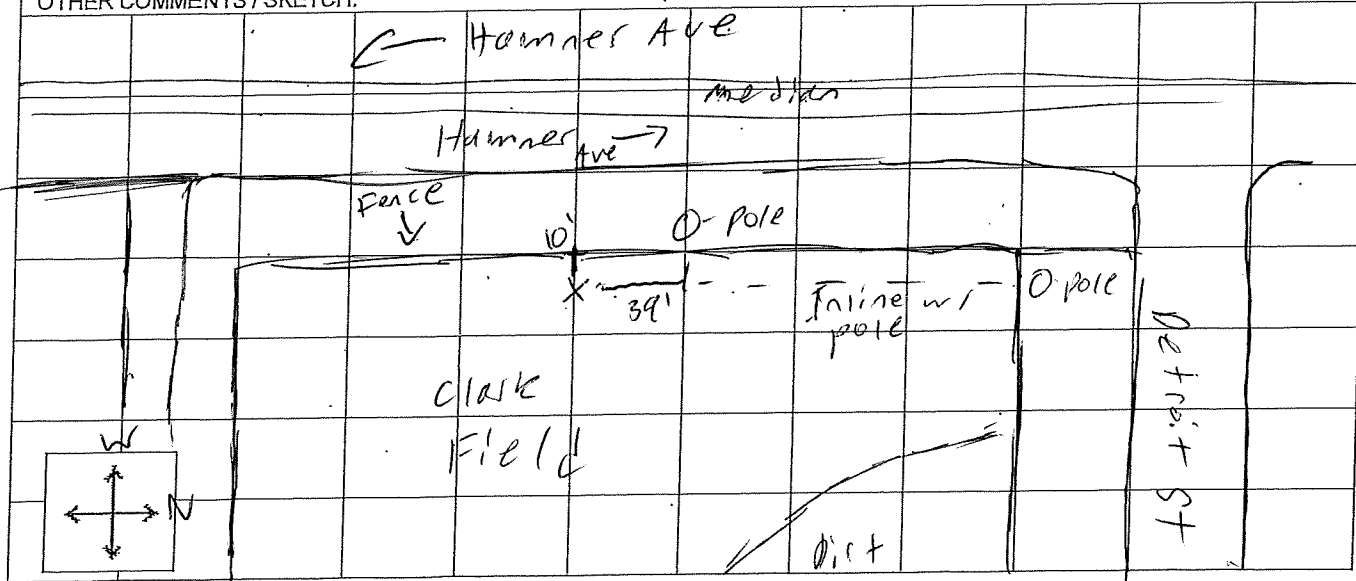 OTHER COMMENTS / SKETCH:
Hamner Ave
median
Hamner Ave
Fence
10'
pole
X
39'
Inline w/
pole
pole
Clark
Field
Detroit St
Dirt
W
N